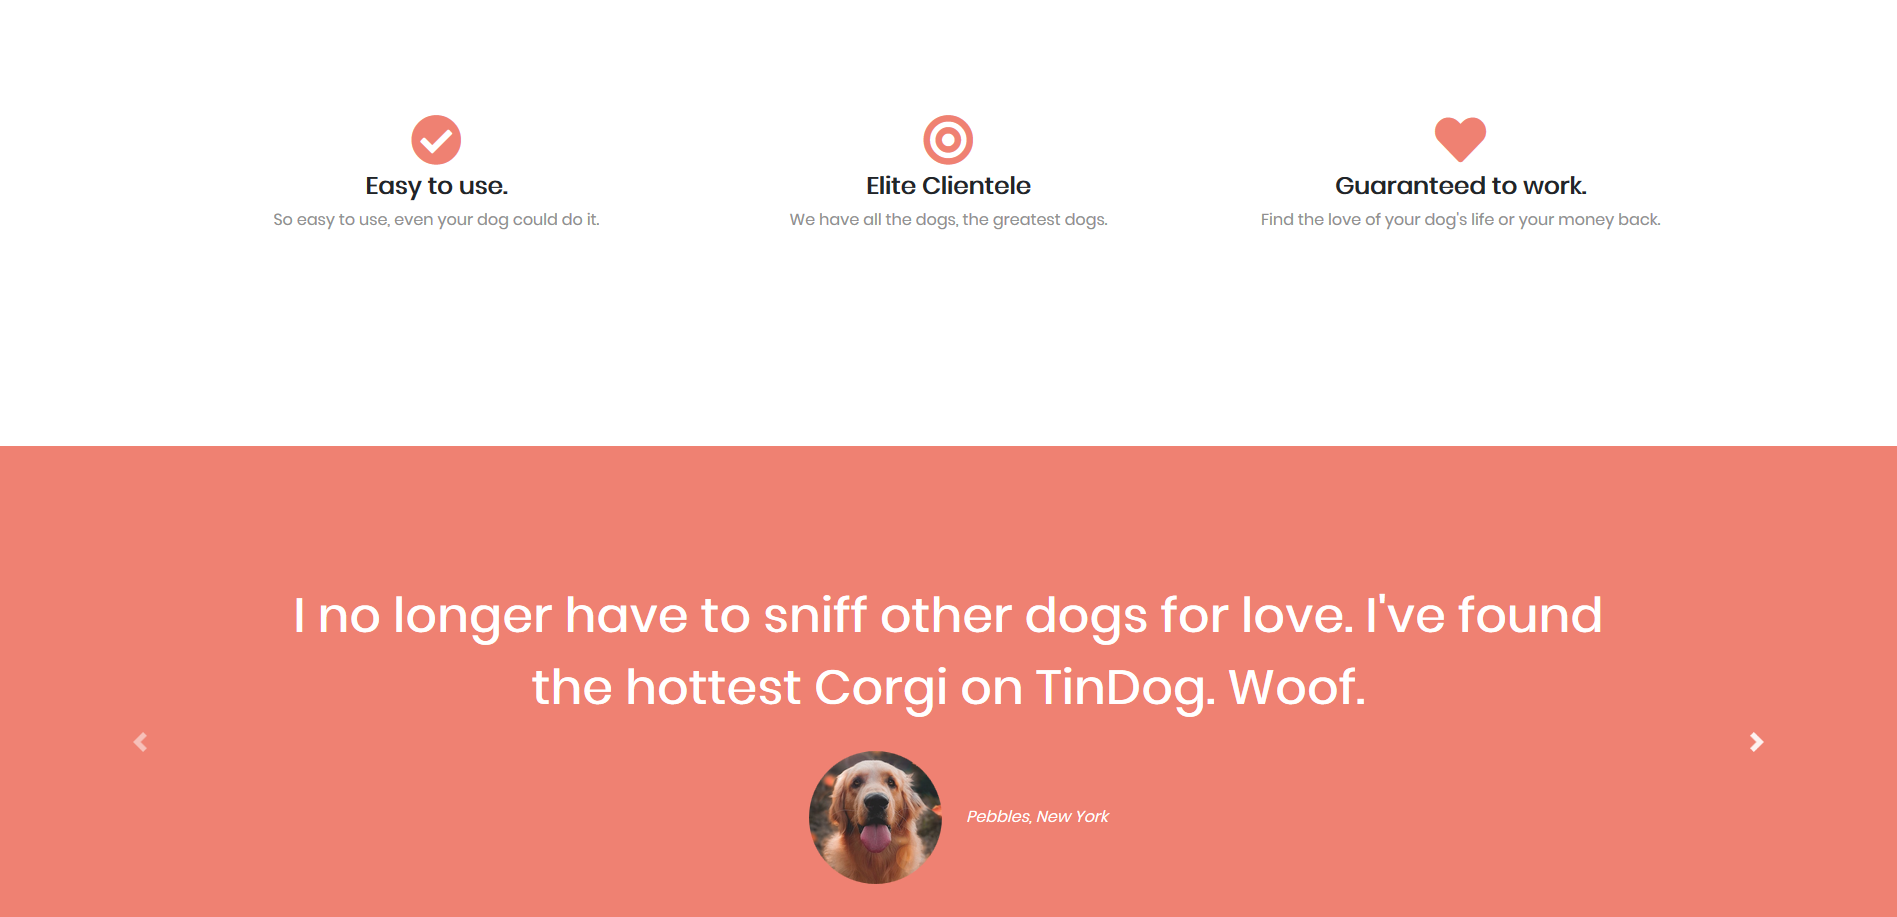 Easy to use.
So easy to use, even your dog could do it.
Elite Clientele
We have all the dogs, the greatest dogs.
Guaranteed to work.
Find the love of your dog's life or your money back.
I no longer have to sniff other dogs for love. I've found
the hottest Corgi on TinDog. Woof.
Pebbles, New York